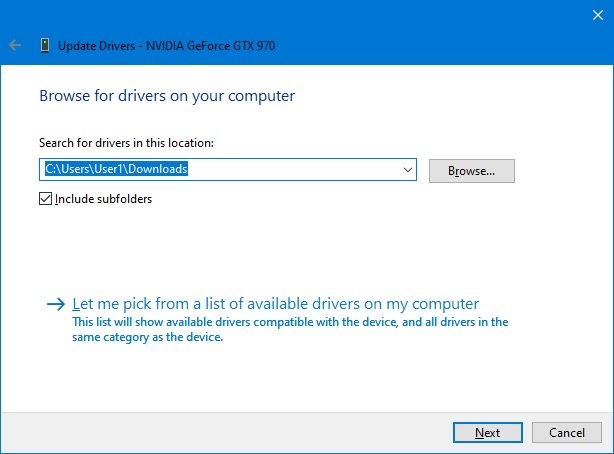 Update Drivers - NVIDIA GeForce GTX 970
Browse for drivers on your computer
Search for drivers in this location:
C:\Users\User1\Downloads
Browse...
Include subfolders
Let me pick from a list of available drivers on my computer
This list will show available drivers compatible with the device, and all drivers in the
same category as the device.
Next
Cancel